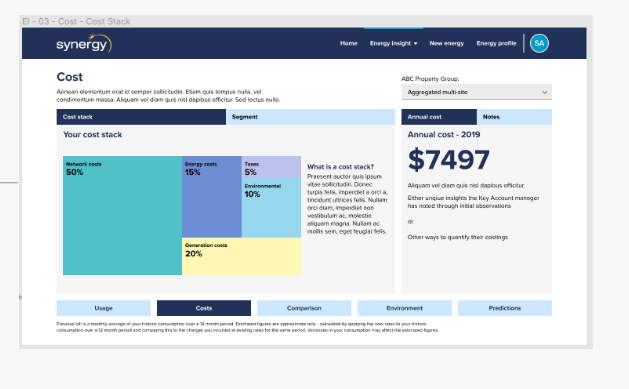 EI - 03 - Cost - Cost Stack
synergy
Home Energy Insight New energy Energy profile SA
Cost
Aenean elementum erat id semper sollicitudin. Etiam quis tempus nulla, vel
condimentum massa. Aliquam vel diam quis nisl dapibus efficitur. Sed lectus nulla.
ABC Property Group:
Aggregated multi-site
Cost stack Segment
Your cost stack
Network costs
50%
Energy costs
15%
Taxes
5%
Environmental
10%
Generation costs
20%
What is a cost stack?
Praesent auctor quis ipsum
vitae sollicitudin. Donec
turpis felis, imperdiet a orci a,
tincidunt ultrices felis. Nullam
orci diam, imperdiet non
vestibulum ac, molestie
aliquam magna. Nullam ac
mollis sem, eget feugiat felis.
Annual cost Notes
Annual cost - 2019
$7497
Aliquam vel diam quis nisl dapibus efficitur.
Either unqiue insights the Key Account manager
has noted through initial observations
or
Other ways to quantify their costings
Usage Costs Comparison Environment Predictions
Previous bill is a monthly average of your historic consumption over a 12 month period. Estimated figures are approximate only - calculated by applying the new rates to your historic
consumption over a 12 month period and comparing this to the charges you incurred at existing rates for the same period. Variances in your consumption may affect the estimated figures.